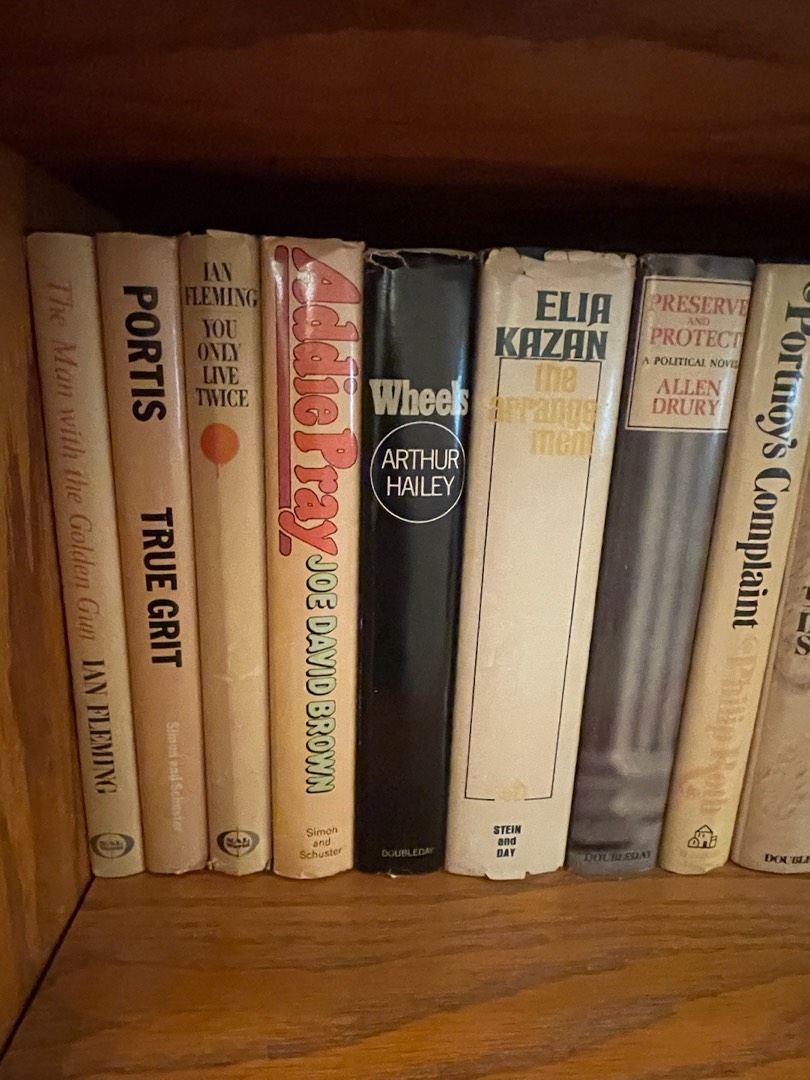 The Man with the Golden Gun IAN FLEMING
PORTIS TRUE GRIT Simon and Schuster
IAN
FLEMING
YOU
ONLY
LIVE
TWICE
Addie Pray JOE DAVID BROWN
Simon
and
Schuster
Wheels
ARTHUR
HAILEY
DOUBLEDAY
ELIA
KAZAN
the
arrange
ment
STEIN
and
DAY
PRESERVE
AND
PROTECT
A POLITICAL NOVEL
ALLEN
DRURY
DOUBLEDAY
Portnoy's Complaint Philip Roth